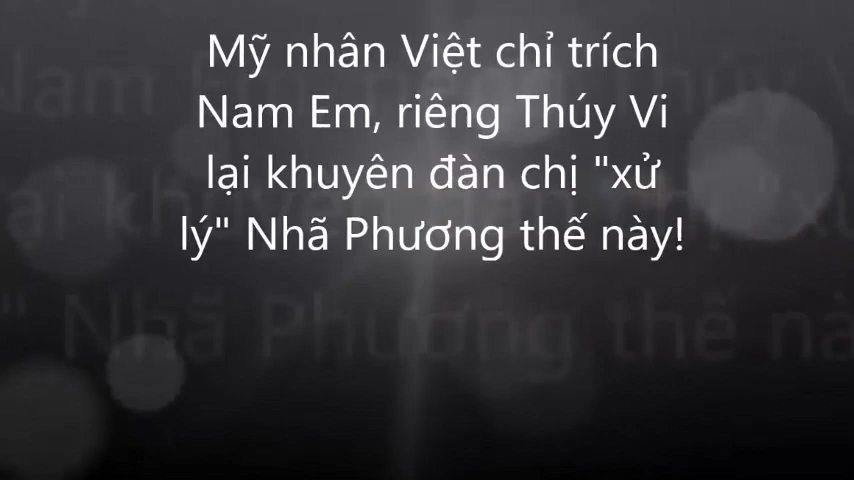 Mỹ nhân Việt chỉ trích
Nam Em, riêng Thúy Vi
lại khuyên đàn chị "xử
lý" Nhã Phương thế này!